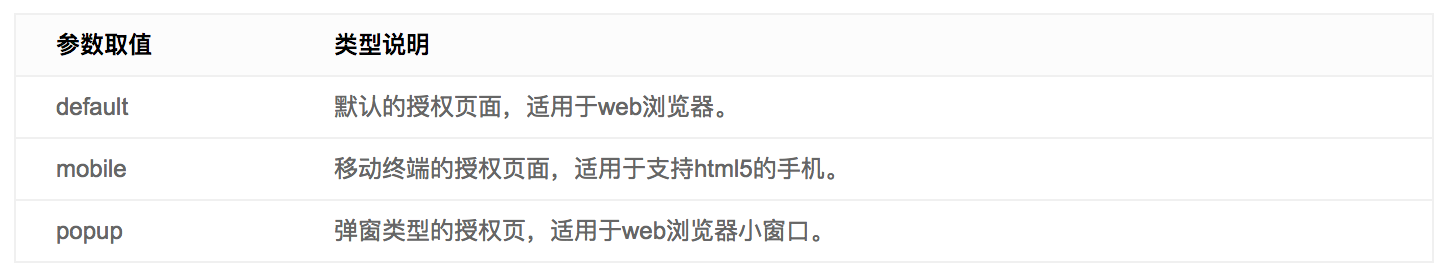 参数取值 类型说明
default 默认的授权页面，适用于web浏览器。
mobile 移动终端的授权页面，适用于支持html5的手机。
popup 弹窗类型的授权页，适用于web浏览器小窗口。